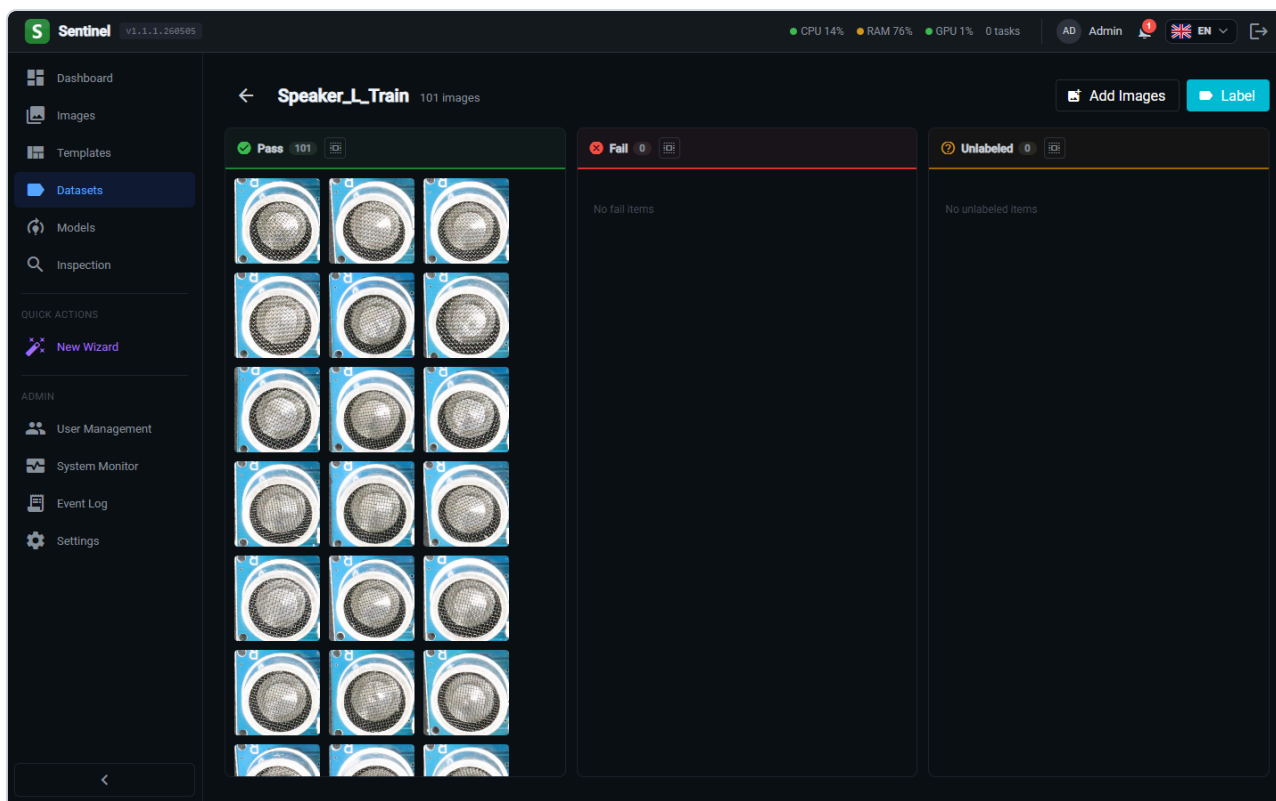 S Sentinel v1.1.1.260505
CPU 14% RAM 76% GPU 1% 0 tasks AD Admin 1 EN
Dashboard
Images
Templates
Datasets
Models
Inspection
QUICK ACTIONS
New Wizard
ADMIN
User Management
System Monitor
Event Log
Settings
Speaker_L_Train 101 images
Add Images
Label
Pass 101
Fail 0
No fail items
Unlabeled 0
No unlabeled items